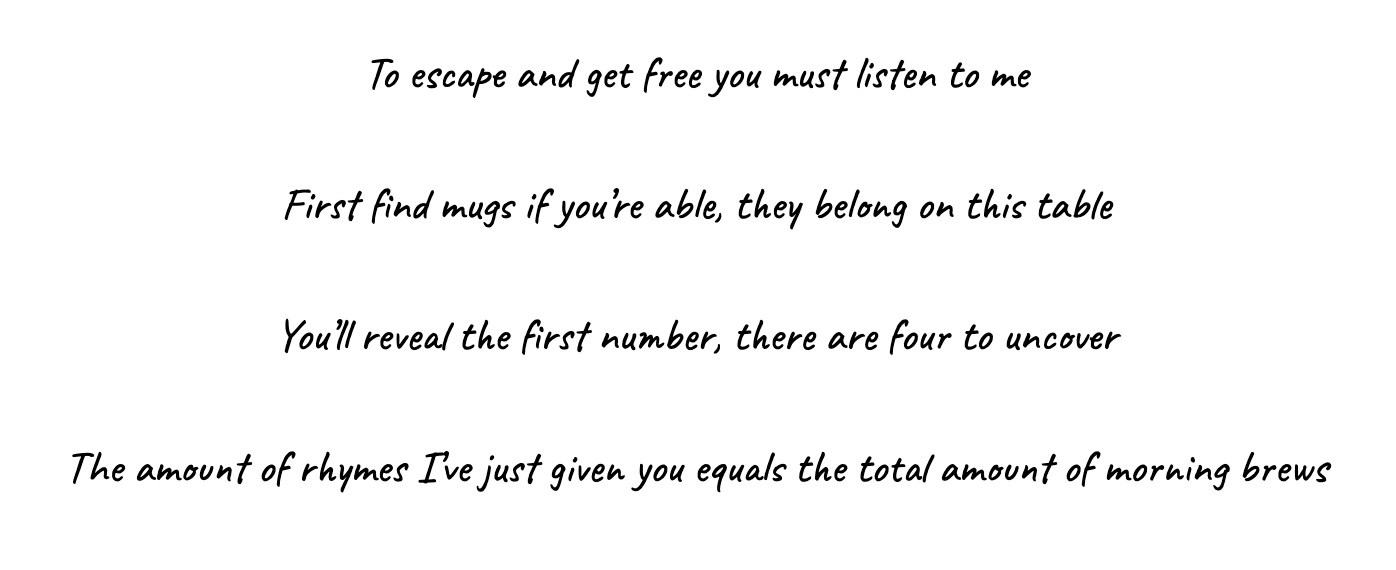 To escape and get free you must listen to me
First find mugs if you’re able, they belong on this table
You’ll reveal the first number, there are four to uncover
The amount of rhymes I’ve just given you equals the total amount of morning brews